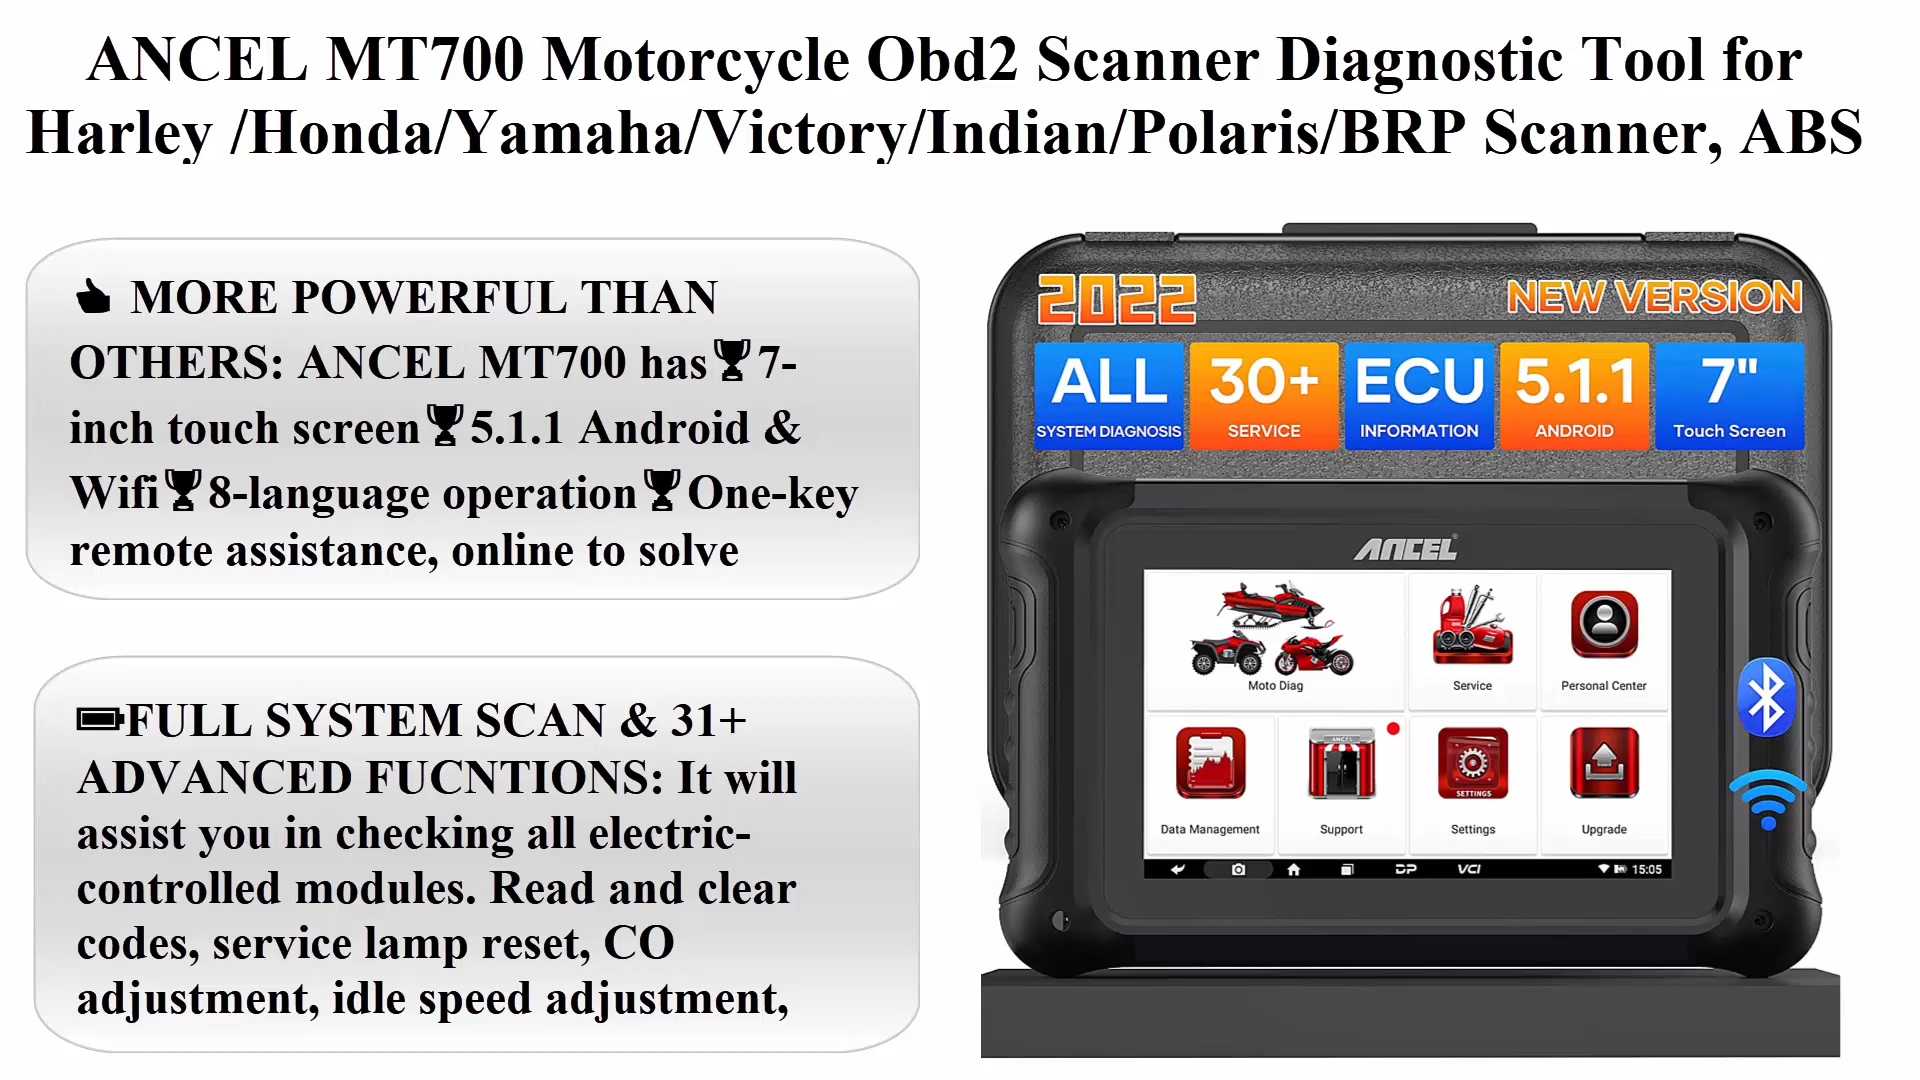 ANCEL MT700 Motorcycle Obd2 Scanner Diagnostic Tool for
Harley /Honda/Yamaha/Victory/Indian/Polaris/BRP Scanner, ABS
👍 MORE POWERFUL THAN
OTHERS: ANCEL MT700 has🏆7-
inch touch screen🏆5.1.1 Android &
Wifi🏆8-language operation🏆One-key
remote assistance, online to solve
🔋FULL SYSTEM SCAN & 31+
ADVANCED FUCNTIONS: It will
assist you in checking all electric-
controlled modules. Read and clear
codes, service lamp reset, CO
adjustment, idle speed adjustment,
2022
NEW VERSION
ALL
SYSTEM DIAGNOSIS
30+
SERVICE
ECU
INFORMATION
5.1.1
ANDROID
7"
Touch Screen
ANCEL®
Moto Diag
Service
Personal Center
ANCEL
SETTINGS
Data Management
Support
Settings
Upgrade
DP
VCI
15:05